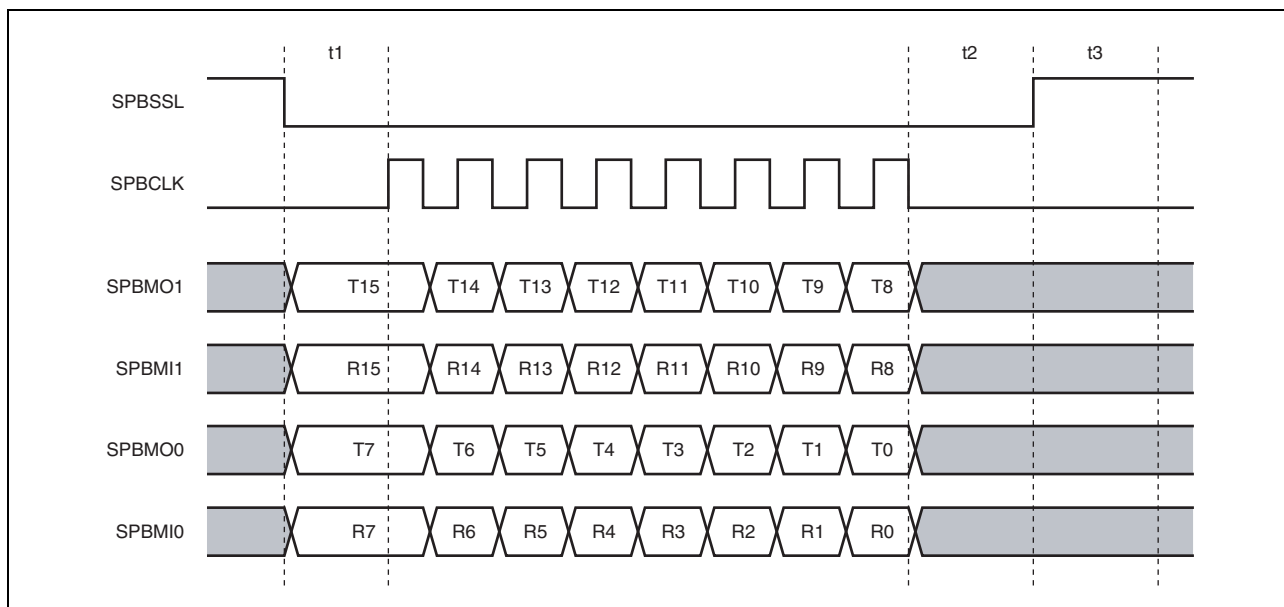 t1 t2 t3
SPBSSL
SPBCLK
SPBMO1 T15 T14 T13 T12 T11 T10 T9 T8
SPBMI1 R15 R14 R13 R12 R11 R10 R9 R8
SPBMO0 T7 T6 T5 T4 T3 T2 T1 T0
SPBMI0 R7 R6 R5 R4 R3 R2 R1 R0